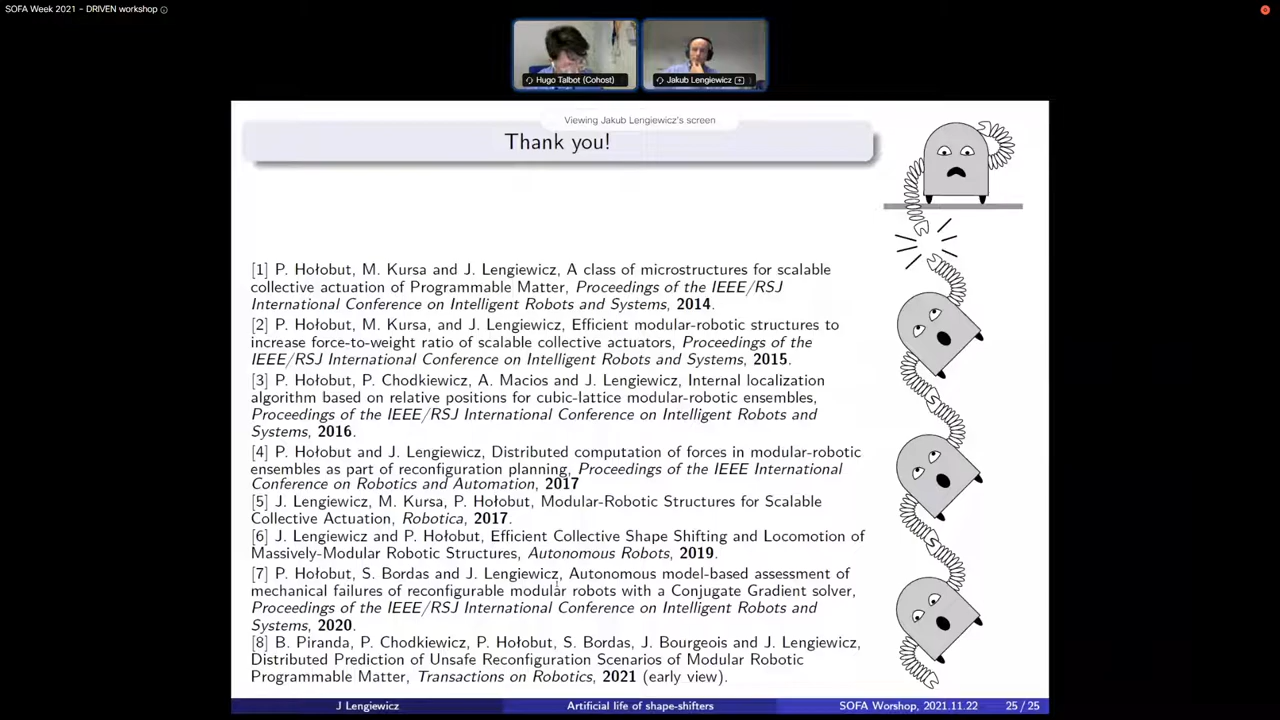 SOFA Week 2021 - DRIVEN workshop
Hugo Talbot (Cohost)
Jakub Lengiewicz
Viewing Jakub Lengiewicz's screen
Thank you!
[1] P. Hołobut, M. Kursa and J. Lengiewicz, A class of microstructures for scalable
collective actuation of Programmable Matter, Proceedings of the IEEE/RSJ
International Conference on Intelligent Robots and Systems, 2014.
[2] P. Hołobut, M. Kursa, and J. Lengiewicz, Efficient modular-robotic structures to
increase force-to-weight ratio of scalable collective actuators, Proceedings of the
IEEE/RSJ International Conference on Intelligent Robots and Systems, 2015.
[3] P. Hołobut, P. Chodkiewicz, A. Macios and J. Lengiewicz, Internal localization
algorithm based on relative positions for cubic-lattice modular-robotic ensembles,
Proceedings of the IEEE/RSJ International Conference on Intelligent Robots and
Systems, 2016.
[4] P. Hołobut and J. Lengiewicz, Distributed computation of forces in modular-robotic
ensembles as part of reconfiguration planning, Proceedings of the IEEE International
Conference on Robotics and Automation, 2017
[5] J. Lengiewicz, M. Kursa, P. Hołobut, Modular-Robotic Structures for Scalable
Collective Actuation, Robotica, 2017.
[6] J. Lengiewicz and P. Hołobut, Efficient Collective Shape Shifting and Locomotion of
Massively-Modular Robotic Structures, Autonomous Robots, 2019.
[7] P. Hołobut, S. Bordas and J. Lengiewicz, Autonomous model-based assessment of
mechanical failures of reconfigurable modular robots with a Conjugate Gradient solver,
Proceedings of the IEEE/RSJ International Conference on Intelligent Robots and
Systems, 2020.
[8] B. Piranda, P. Chodkiewicz, P. Hołobut, S. Bordas, J. Bourgeois and J. Lengiewicz,
Distributed Prediction of Unsafe Reconfiguration Scenarios of Modular Robotic
Programmable Matter, Transactions on Robotics, 2021 (early view).
J Lengiewicz
Artificial life of shape-shifters
SOFA Worshop, 2021.11.22
25 / 25